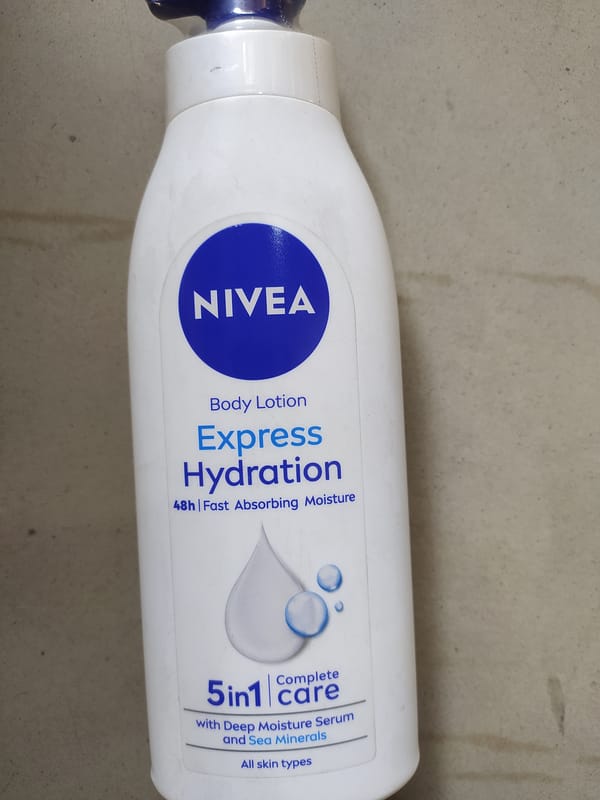 NIVEA
Body Lotion
Express
Hydration
48h | Fast Absorbing Moisture
5in1 | Complete care
with Deep Moisture Serum
and Sea Minerals
All skin types